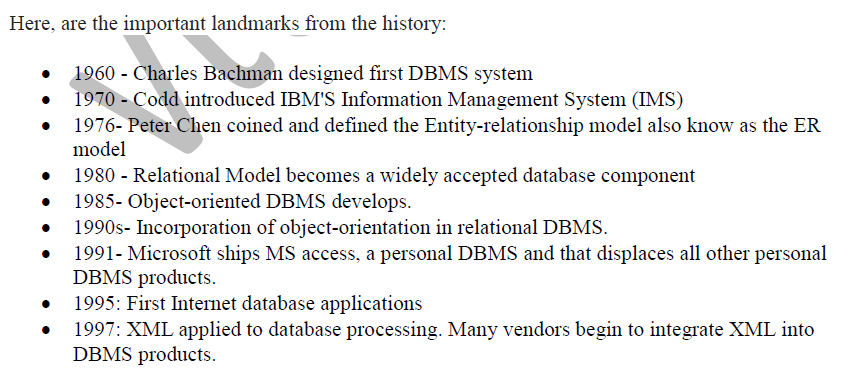 Here, are the important landmarks from the history:
• 1960 - Charles Bachman designed first DBMS system
• 1970 - Codd introduced IBM'S Information Management System (IMS)
• 1976- Peter Chen coined and defined the Entity-relationship model also know as the ER
model
• 1980 - Relational Model becomes a widely accepted database component
• 1985- Object-oriented DBMS develops.
• 1990s- Incorporation of object-orientation in relational DBMS.
• 1991- Microsoft ships MS access, a personal DBMS and that displaces all other personal
DBMS products.
• 1995: First Internet database applications
• 1997: XML applied to database processing. Many vendors begin to integrate XML into
DBMS products.